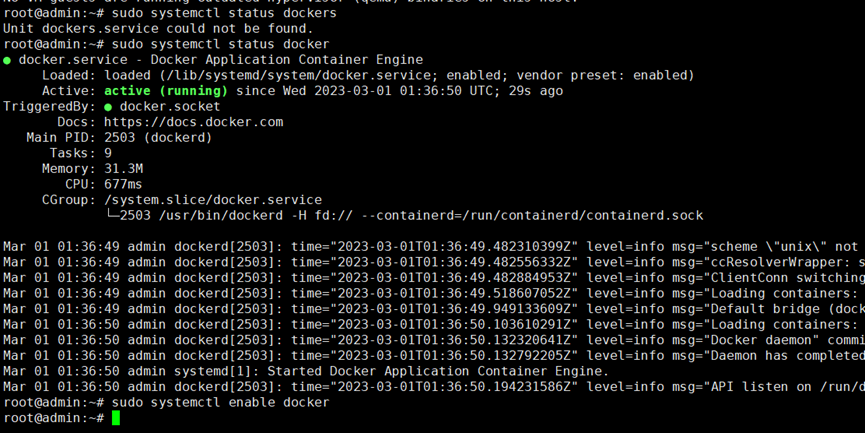 No VM guests are running outdated hypervisor (qemu) binaries on this host.
root@admin:~# sudo systemctl status dockers
Unit dockers.service could not be found.
root@admin:~# sudo systemctl status docker
● docker.service - Docker Application Container Engine
Loaded: loaded (/lib/systemd/system/docker.service; enabled; vendor preset: enabled)
Active: active (running) since Wed 2023-03-01 01:36:50 UTC; 29s ago
TriggeredBy: ● docker.socket
Docs: https://docs.docker.com
Main PID: 2503 (dockerd)
Tasks: 9
Memory: 31.3M
CPU: 677ms
CGroup: /system.slice/docker.service
└─2503 /usr/bin/dockerd -H fd:// --containerd=/run/containerd/containerd.sock
Mar 01 01:36:49 admin dockerd[2503]: time="2023-03-01T01:36:49.482310399Z" level=info msg="scheme \"unix\" not
Mar 01 01:36:49 admin dockerd[2503]: time="2023-03-01T01:36:49.482556332Z" level=info msg="ccResolverWrapper: s
Mar 01 01:36:49 admin dockerd[2503]: time="2023-03-01T01:36:49.482884953Z" level=info msg="ClientConn switching
Mar 01 01:36:49 admin dockerd[2503]: time="2023-03-01T01:36:49.518607052Z" level=info msg="Loading containers:
Mar 01 01:36:49 admin dockerd[2503]: time="2023-03-01T01:36:49.949133609Z" level=info msg="Default bridge (dock
Mar 01 01:36:50 admin dockerd[2503]: time="2023-03-01T01:36:50.103610291Z" level=info msg="Loading containers:
Mar 01 01:36:50 admin dockerd[2503]: time="2023-03-01T01:36:50.132320641Z" level=info msg="Docker daemon" commi
Mar 01 01:36:50 admin dockerd[2503]: time="2023-03-01T01:36:50.132792205Z" level=info msg="Daemon has completed
Mar 01 01:36:50 admin systemd[1]: Started Docker Application Container Engine.
Mar 01 01:36:50 admin dockerd[2503]: time="2023-03-01T01:36:50.194231586Z" level=info msg="API listen on /run/d
root@admin:~# sudo systemctl enable docker
root@admin:~#